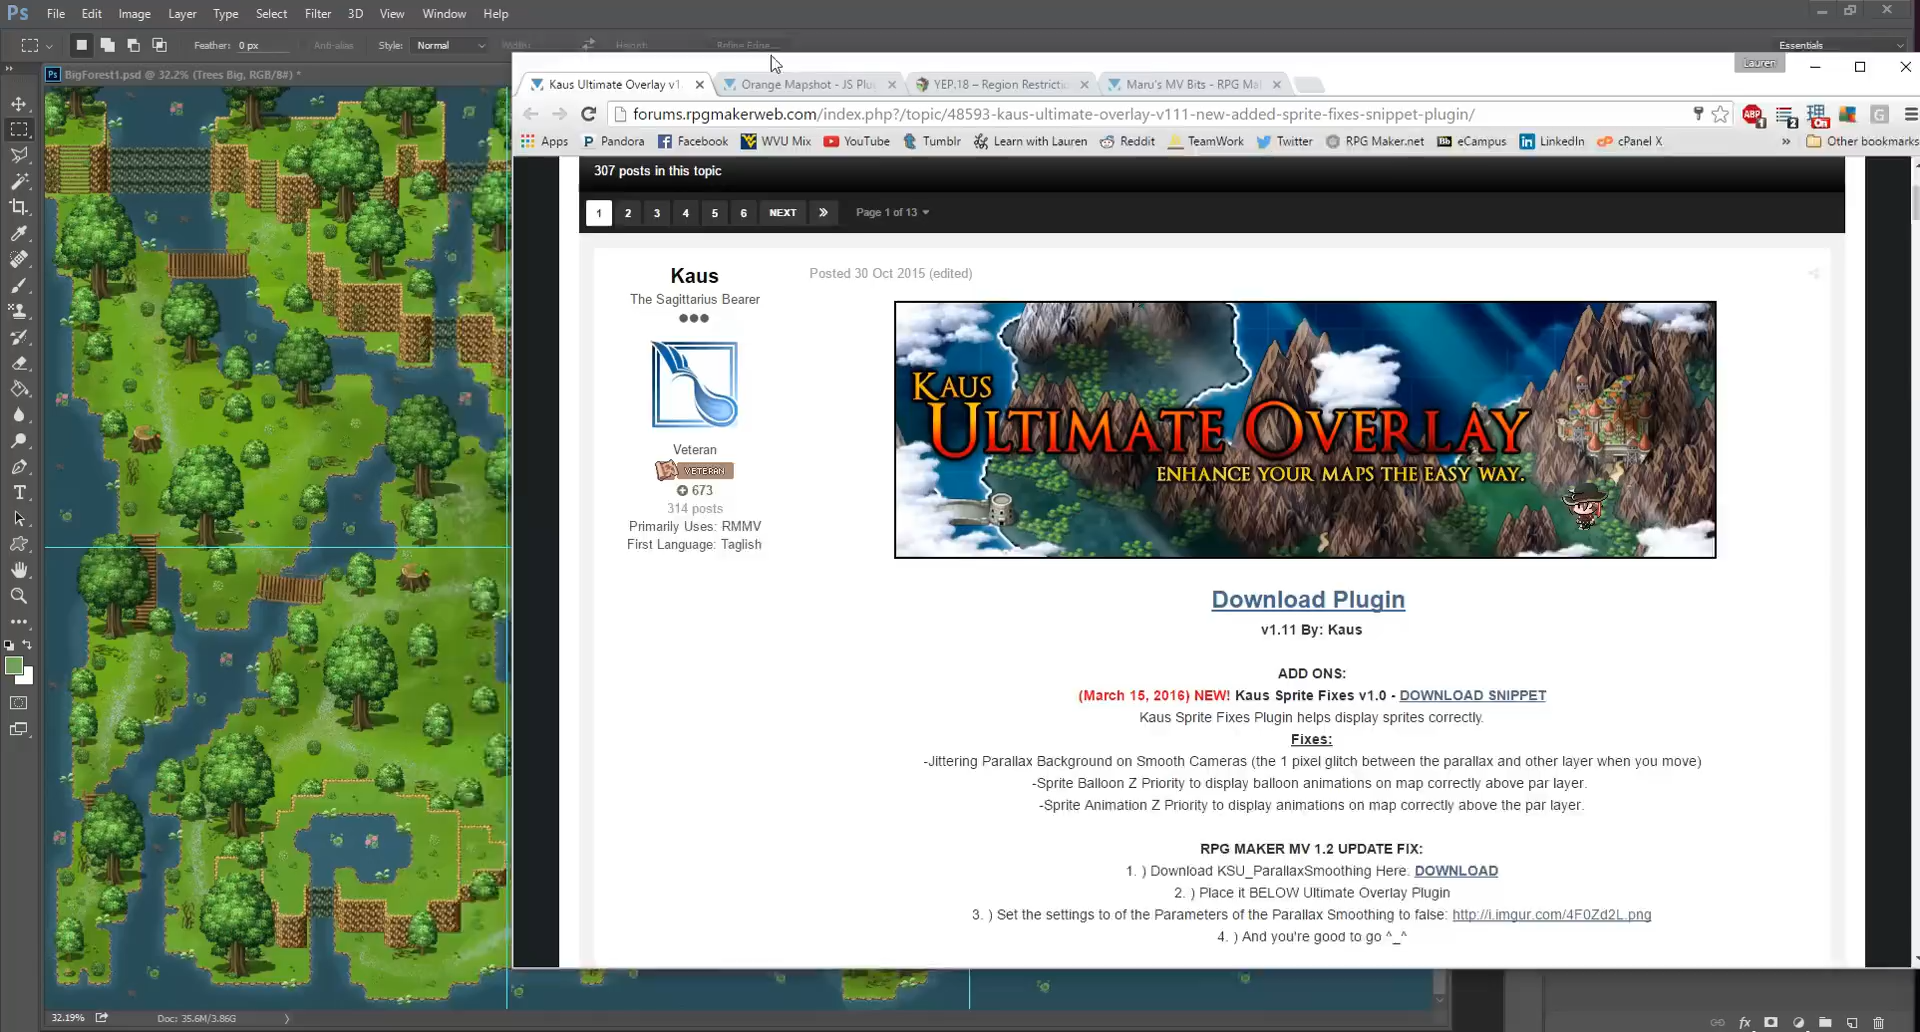 Ps File Edit Image Layer Type Select Filter 3D View Window Help
Feather: 0 px Anti-alias Style: Normal Width: Height: Refine Edge... Essentials
Ps BigForest1.psd @ 32.2% (Trees Big, RGB/8#) *
Lauren
Kaus Ultimate Overlay v1. Orange Mapshot - JS Plu YEP.18 – Region Restrictio Maru's MV Bits - RPG Ma
forums.rpgmakerweb.com/index.php?/topic/48593-kaus-ultimate-overlay-v111-new-added-sprite-fixes-snippet-plugin/
Apps Pandora Facebook WVU Mix YouTube Tumblr Learn with Lauren Reddit TeamWork Twitter RPG Maker.net Bb eCampus LinkedIn cPanel X » Other bookmarks
307 posts in this topic
1 2 3 4 5 6 NEXT » Page 1 of 13
Kaus
The Sagittarius Bearer
Posted 30 Oct 2015 (edited)
KAUS
ULTIMATE OVERLAY
ENHANCE YOUR MAPS THE EASY WAY.
Veteran
VETERAN
673
314 posts
Primarily Uses: RMMV
First Language: Taglish
Download Plugin
v1.11 By: Kaus
ADD ONS:
(March 15, 2016) NEW! Kaus Sprite Fixes v1.0 - DOWNLOAD SNIPPET
Kaus Sprite Fixes Plugin helps display sprites correctly.
Fixes:
-Jittering Parallax Background on Smooth Cameras (the 1 pixel glitch between the parallax and other layer when you move)
-Sprite Balloon Z Priority to display balloon animations on map correctly above par layer.
-Sprite Animation Z Priority to display animations on map correctly above the par layer.
RPG MAKER MV 1.2 UPDATE FIX:
1. ) Download KSU_ParallaxSmoothing Here. DOWNLOAD
2. ) Place it BELOW Ultimate Overlay Plugin
3. ) Set the settings to of the Parameters of the Parallax Smoothing to false: http://i.imgur.com/4F0Zd2L.png
4. ) And you're good to go ^_^
32.19% Doc: 35.6M/3.86G